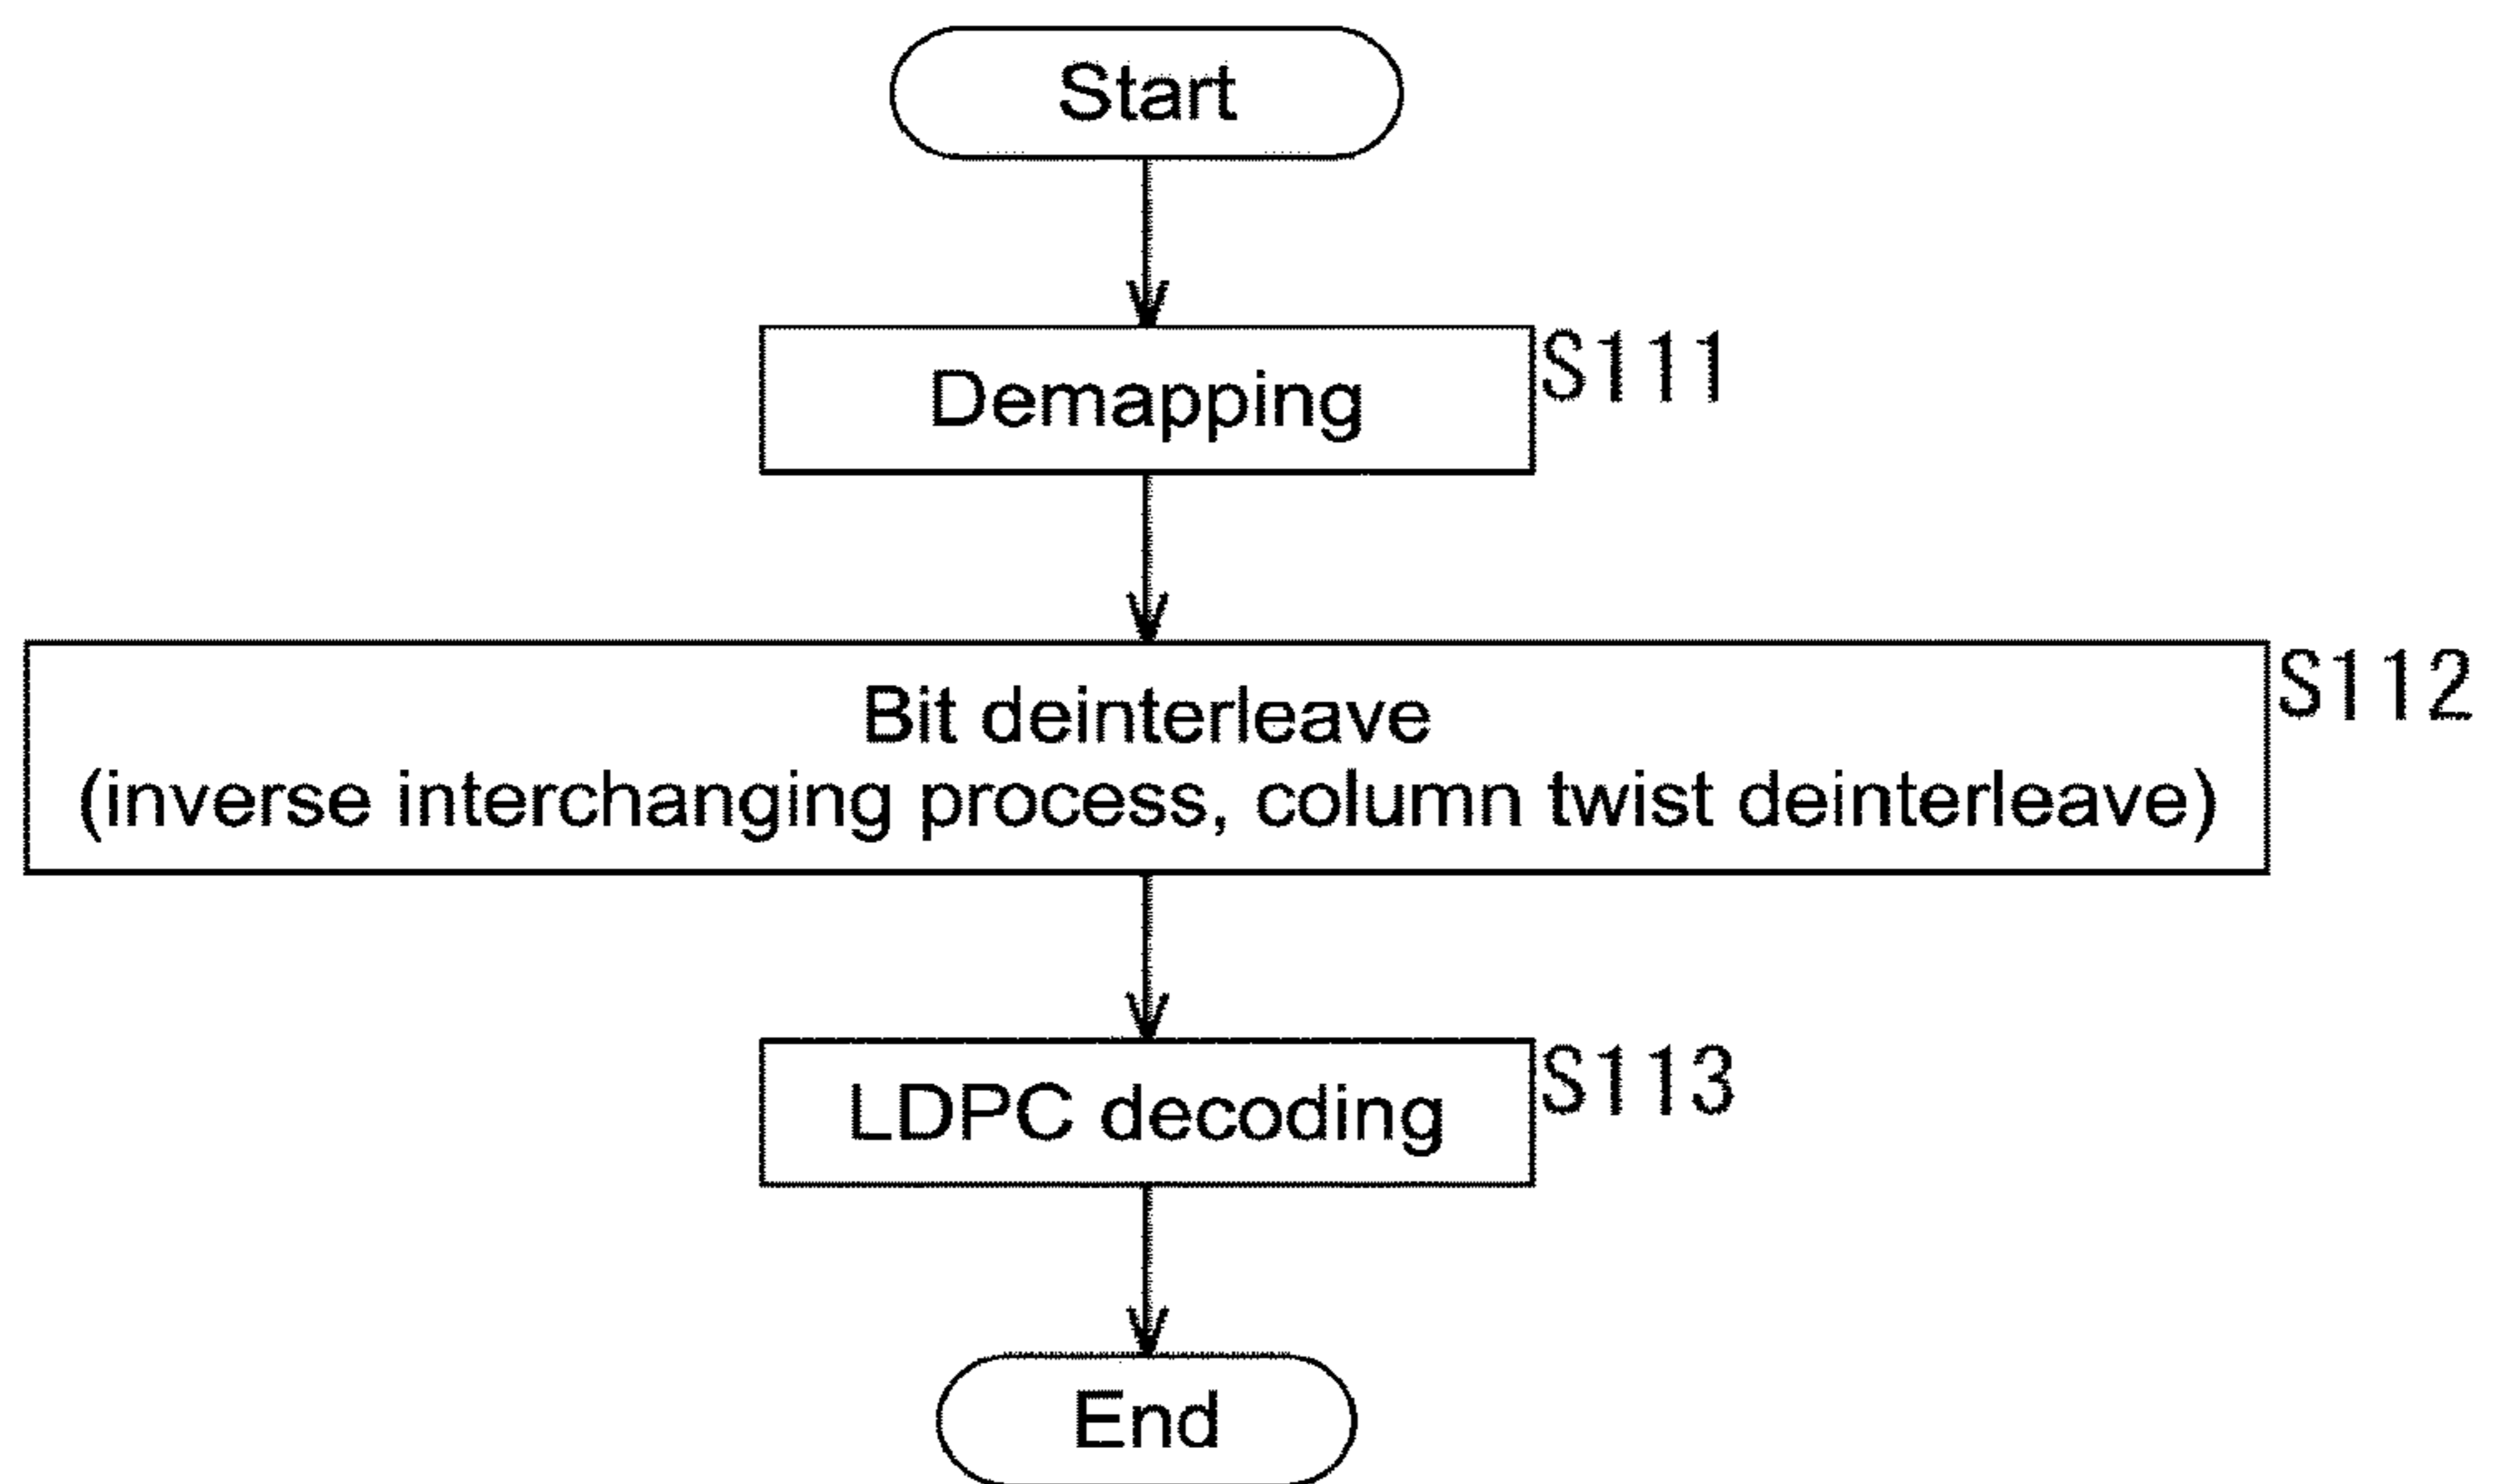 Start
Demapping
S111
Bit deinterleave
(inverse interchanging process, column twist deinterleave)
S112
LDPC decoding
S113
End